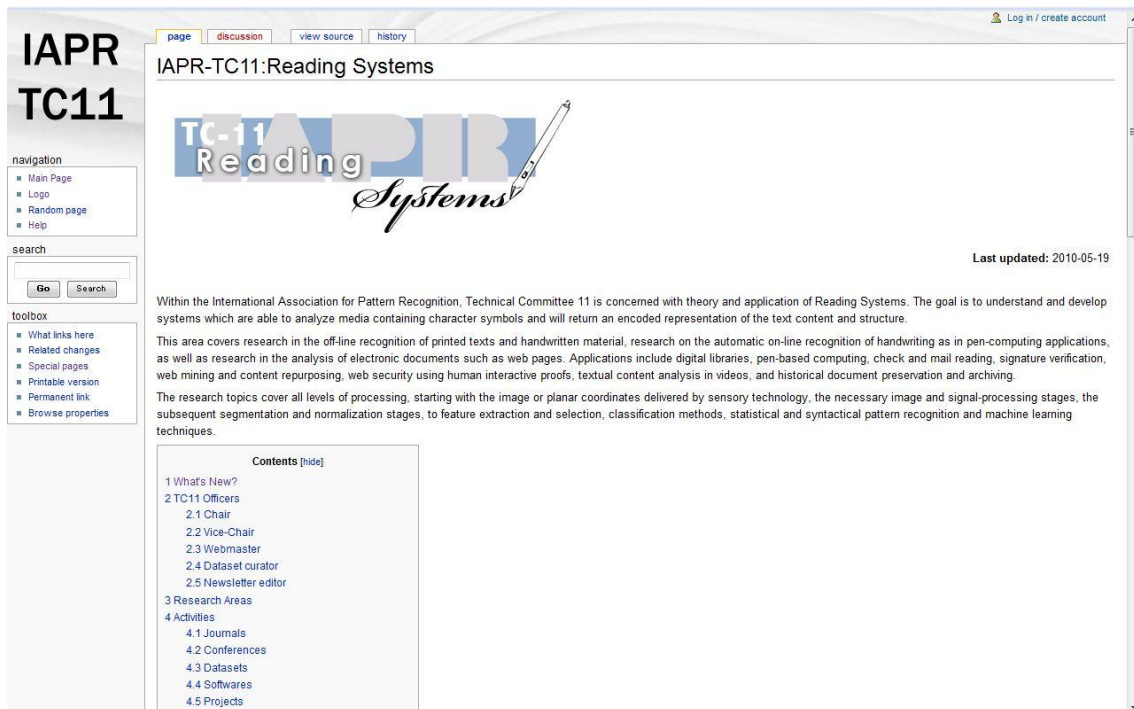 Log in / create account
IAPR
TC11
page discussion view source history
IAPR-TC11:Reading Systems
TC-11 IAPR
Reading
Systems
navigation
Main Page
Logo
Random page
Help
search
Go Search
toolbox
What links here
Related changes
Special pages
Printable version
Permanent link
Browse properties
Last updated: 2010-05-19
Within the International Association for Pattern Recognition, Technical Committee 11 is concerned with theory and application of Reading Systems. The goal is to understand and develop
systems which are able to analyze media containing character symbols and will return an encoded representation of the text content and structure.
This area covers research in the off-line recognition of printed texts and handwritten material, research on the automatic on-line recognition of handwriting as in pen-computing applications,
as well as research in the analysis of electronic documents such as web pages. Applications include digital libraries, pen-based computing, check and mail reading, signature verification,
web mining and content repurposing, web security using human interactive proofs, textual content analysis in videos, and historical document preservation and archiving.
The research topics cover all levels of processing, starting with the image or planar coordinates delivered by sensory technology, the necessary image and signal-processing stages, the
subsequent segmentation and normalization stages, to feature extraction and selection, classification methods, statistical and syntactical pattern recognition and machine learning
techniques.
Contents [hide]
1 What's New?
2 TC11 Officers
2.1 Chair
2.2 Vice-Chair
2.3 Webmaster
2.4 Dataset curator
2.5 Newsletter editor
3 Research Areas
4 Activities
4.1 Journals
4.2 Conferences
4.3 Datasets
4.4 Softwares
4.5 Projects